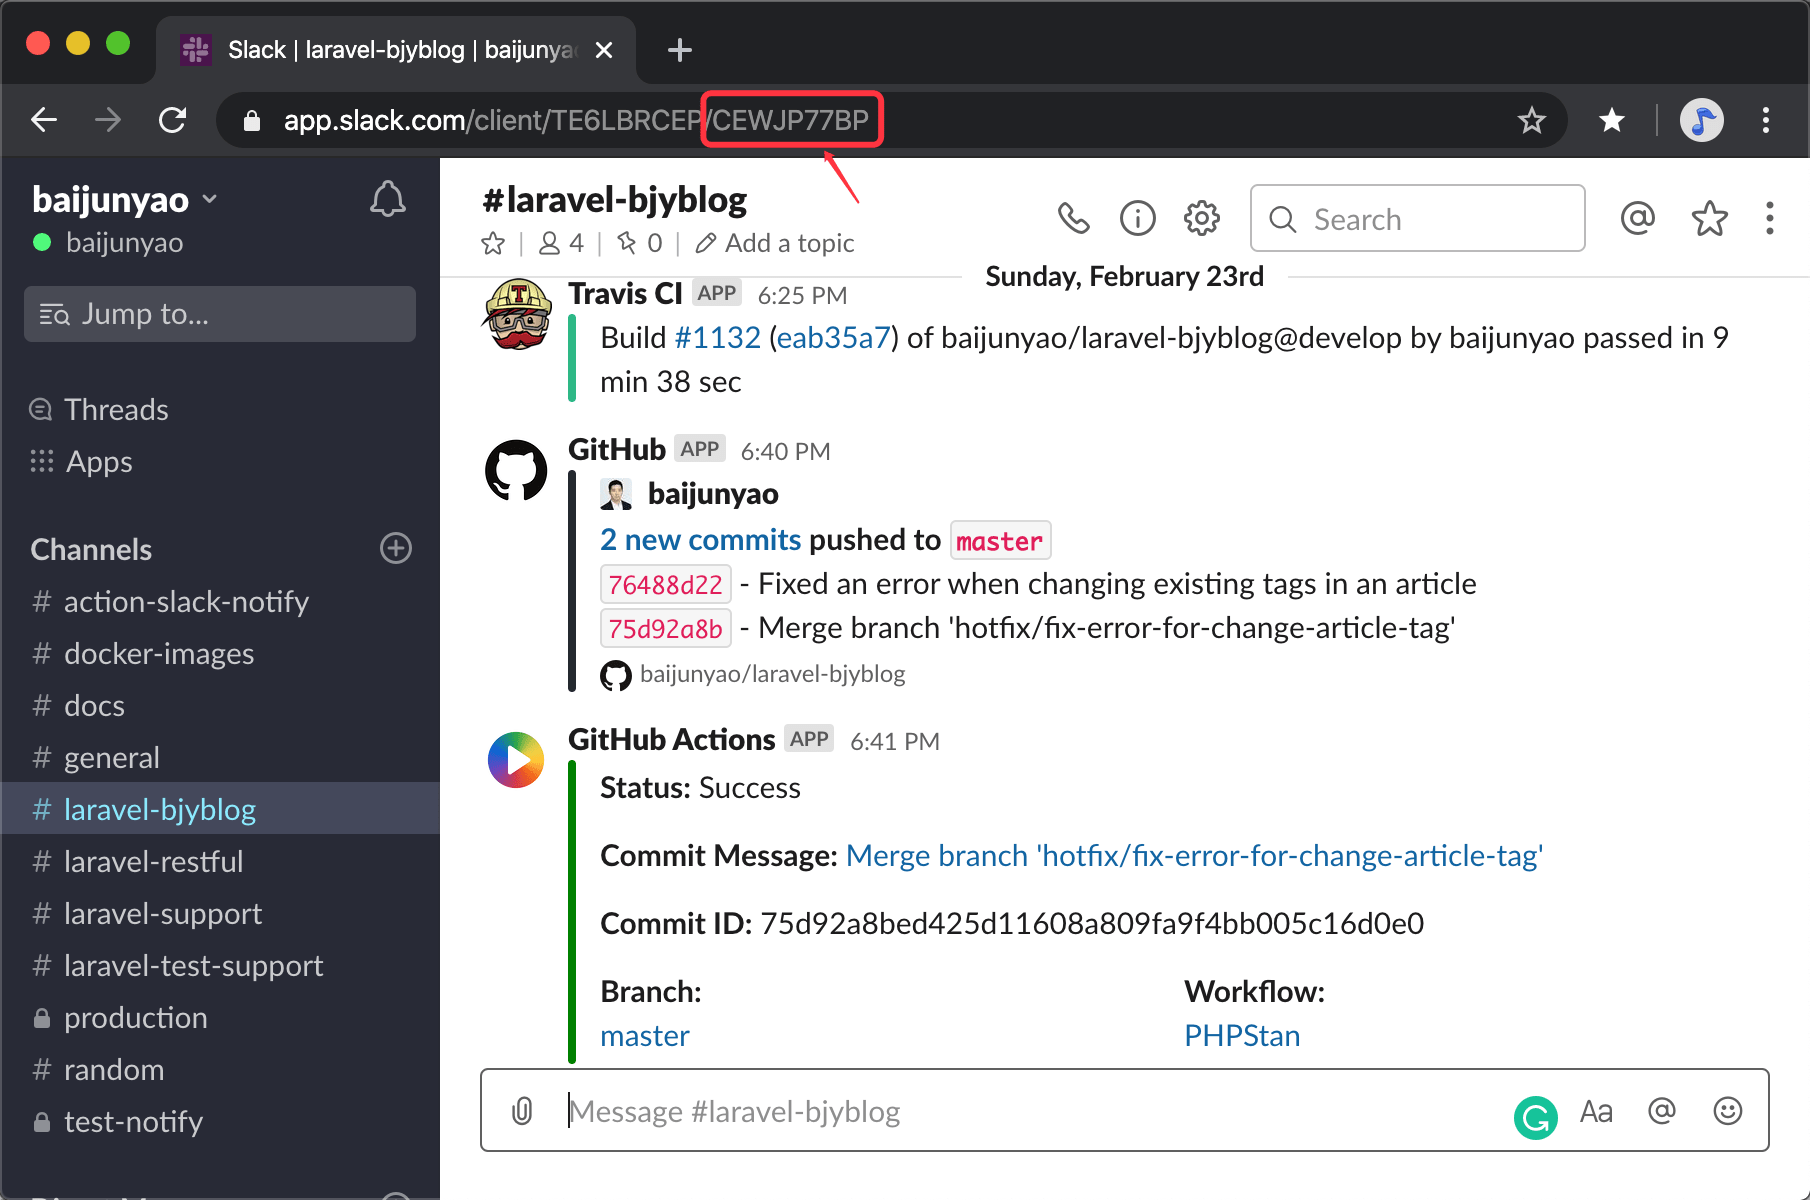 Slack | laravel-bjyblog | baijunya
app.slack.com/client/TE6LBRCEP/CEWJP77BP
baijunyao
baijunyao
Jump to...
Threads
Apps
Channels
# action-slack-notify
# docker-images
# docs
# general
# laravel-bjyblog
# laravel-restful
# laravel-support
# laravel-test-support
production
# random
test-notify
#laravel-bjyblog
4 | 0 | Add a topic
Search
Sunday, February 23rd
Travis CI APP 6:25 PM
Build #1132 (eab35a7) of baijunyao/laravel-bjyblog@develop by baijunyao passed in 9
min 38 sec
GitHub APP 6:40 PM
baijunyao
2 new commits pushed to master
76488d22 - Fixed an error when changing existing tags in an article
75d92a8b - Merge branch 'hotfix/fix-error-for-change-article-tag'
baijunyao/laravel-bjyblog
GitHub Actions APP 6:41 PM
Status: Success
Commit Message: Merge branch 'hotfix/fix-error-for-change-article-tag'
Commit ID: 75d92a8bed425d11608a809fa9f4bb005c16d0e0
Branch: Workflow:
master PHPStan
Message #laravel-bjyblog
Aa